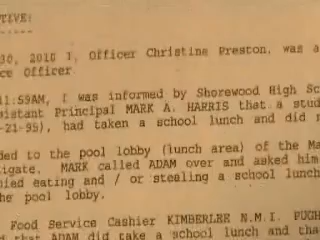 TIVE:
30, 2010 I, Officer Christine Preston, was a
ce Officer.
11:59AM, I was informed by Shorewood High Sc
sistant Principal MARK A. HARRIS that a stud
-21-95), had taken a school lunch and did n
ded to the pool lobby (lunch area) of the Ma
tigate. MARK called ADAM over and asked him
nied eating and / or stealing a school lunch
the pool lobby.
Food Service Cashier KIMBERLEE N.M.I. PUGH
d that ADAM did take a school lunch and tha